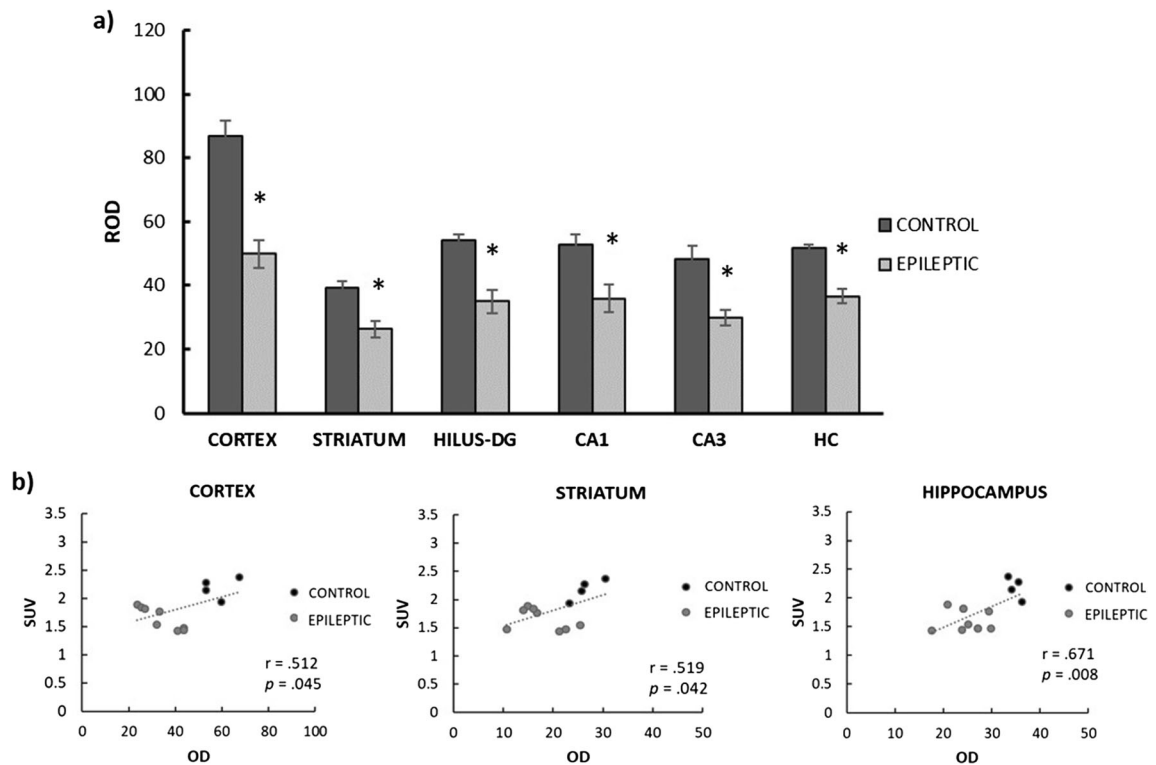 a)
120
100
80
60
40
20
0
ROD
*
*
*
*
*
*
CONTROL
EPILEPTIC
CORTEX STRIATUM HILUS-DG CA1 CA3 HC
b)
CORTEX
3.5
3
2.5
2
1.5
1
0.5
0
SUV
CONTROL
EPILEPTIC
r = .512
p = .045
0 20 40 60 80 100
OD
STRIATUM
3.5
3
2.5
2
1.5
1
0.5
0
SUV
CONTROL
EPILEPTIC
r = .519
p = .042
0 10 20 30 40 50
OD
HIPPOCAMPUS
3.5
3
2.5
2
1.5
1
0.5
0
SUV
CONTROL
EPILEPTIC
r = .671
p = .008
0 10 20 30 40 50
OD